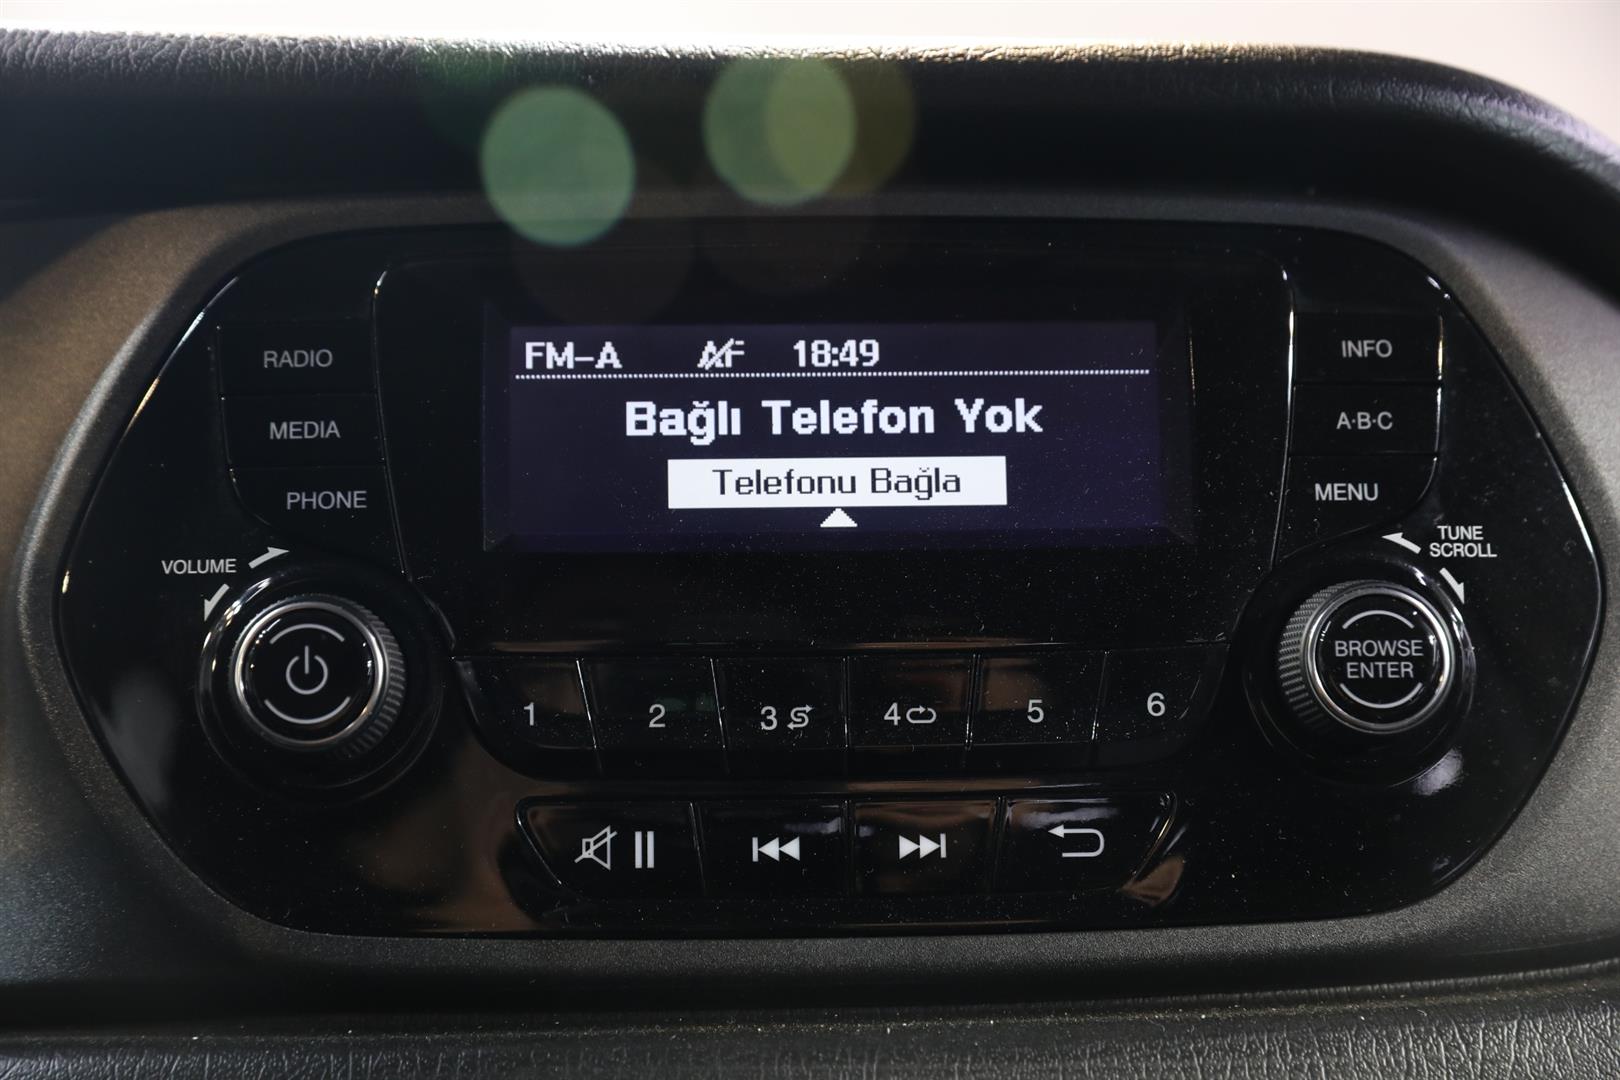 FM-A AF 18:49
Bağlı Telefon Yok
Telefonu Bağla
RADIO
MEDIA
PHONE
VOLUME
INFO
A·B·C
MENU
TUNE
SCROLL
BROWSE
ENTER
1 2 3 4 5 6